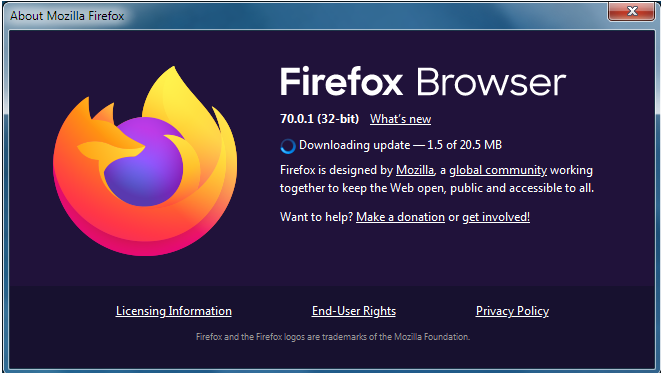 About Mozilla Firefox
Firefox Browser
70.0.1 (32-bit) What's new
Downloading update — 1.5 of 20.5 MB
Firefox is designed by Mozilla, a global community working
together to keep the Web open, public and accessible to all.
Want to help? Make a donation or get involved!
Licensing Information End-User Rights Privacy Policy
Firefox and the Firefox logos are trademarks of the Mozilla Foundation.